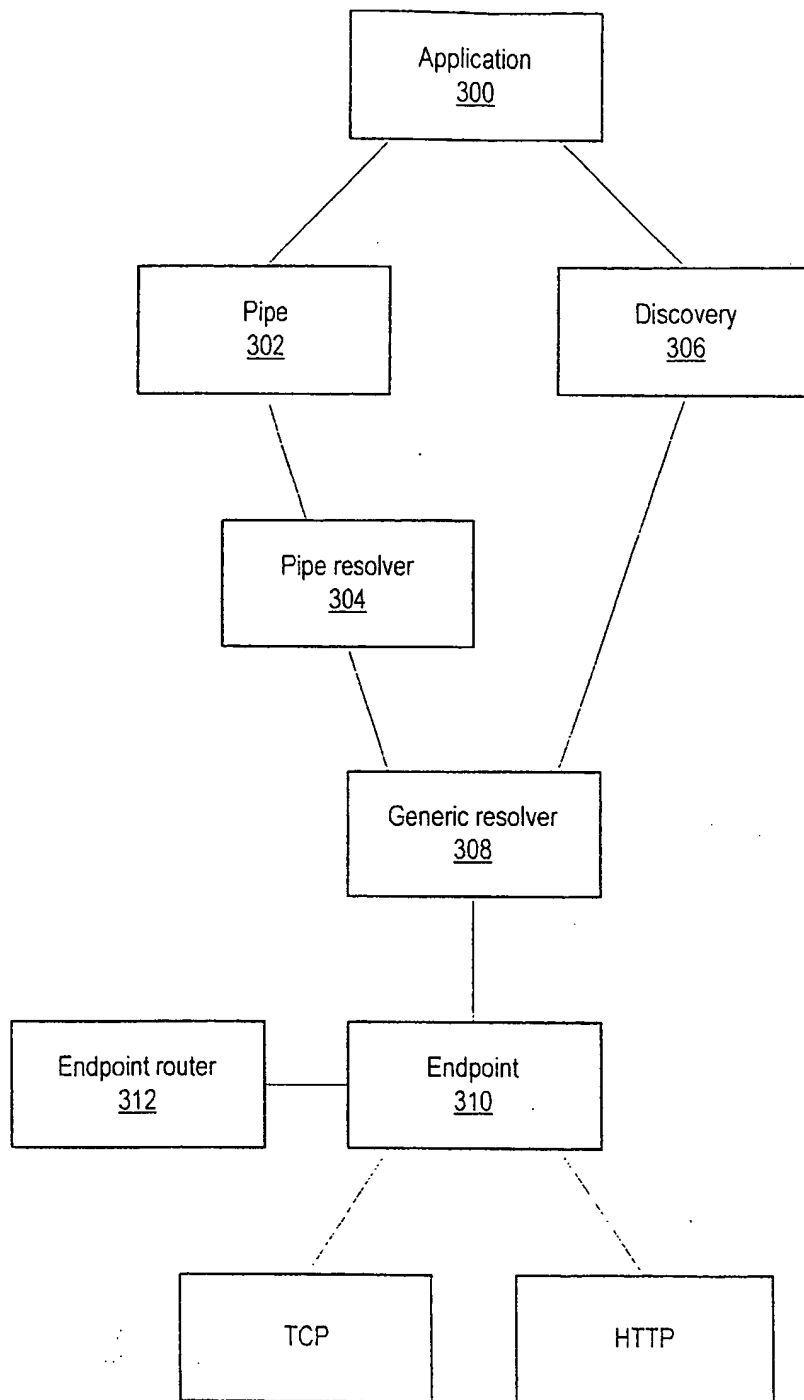 Application
300
Pipe
302
Discovery
306
Pipe resolver
304
Generic resolver
308
Endpoint router
312
Endpoint
310
TCP
HTTP